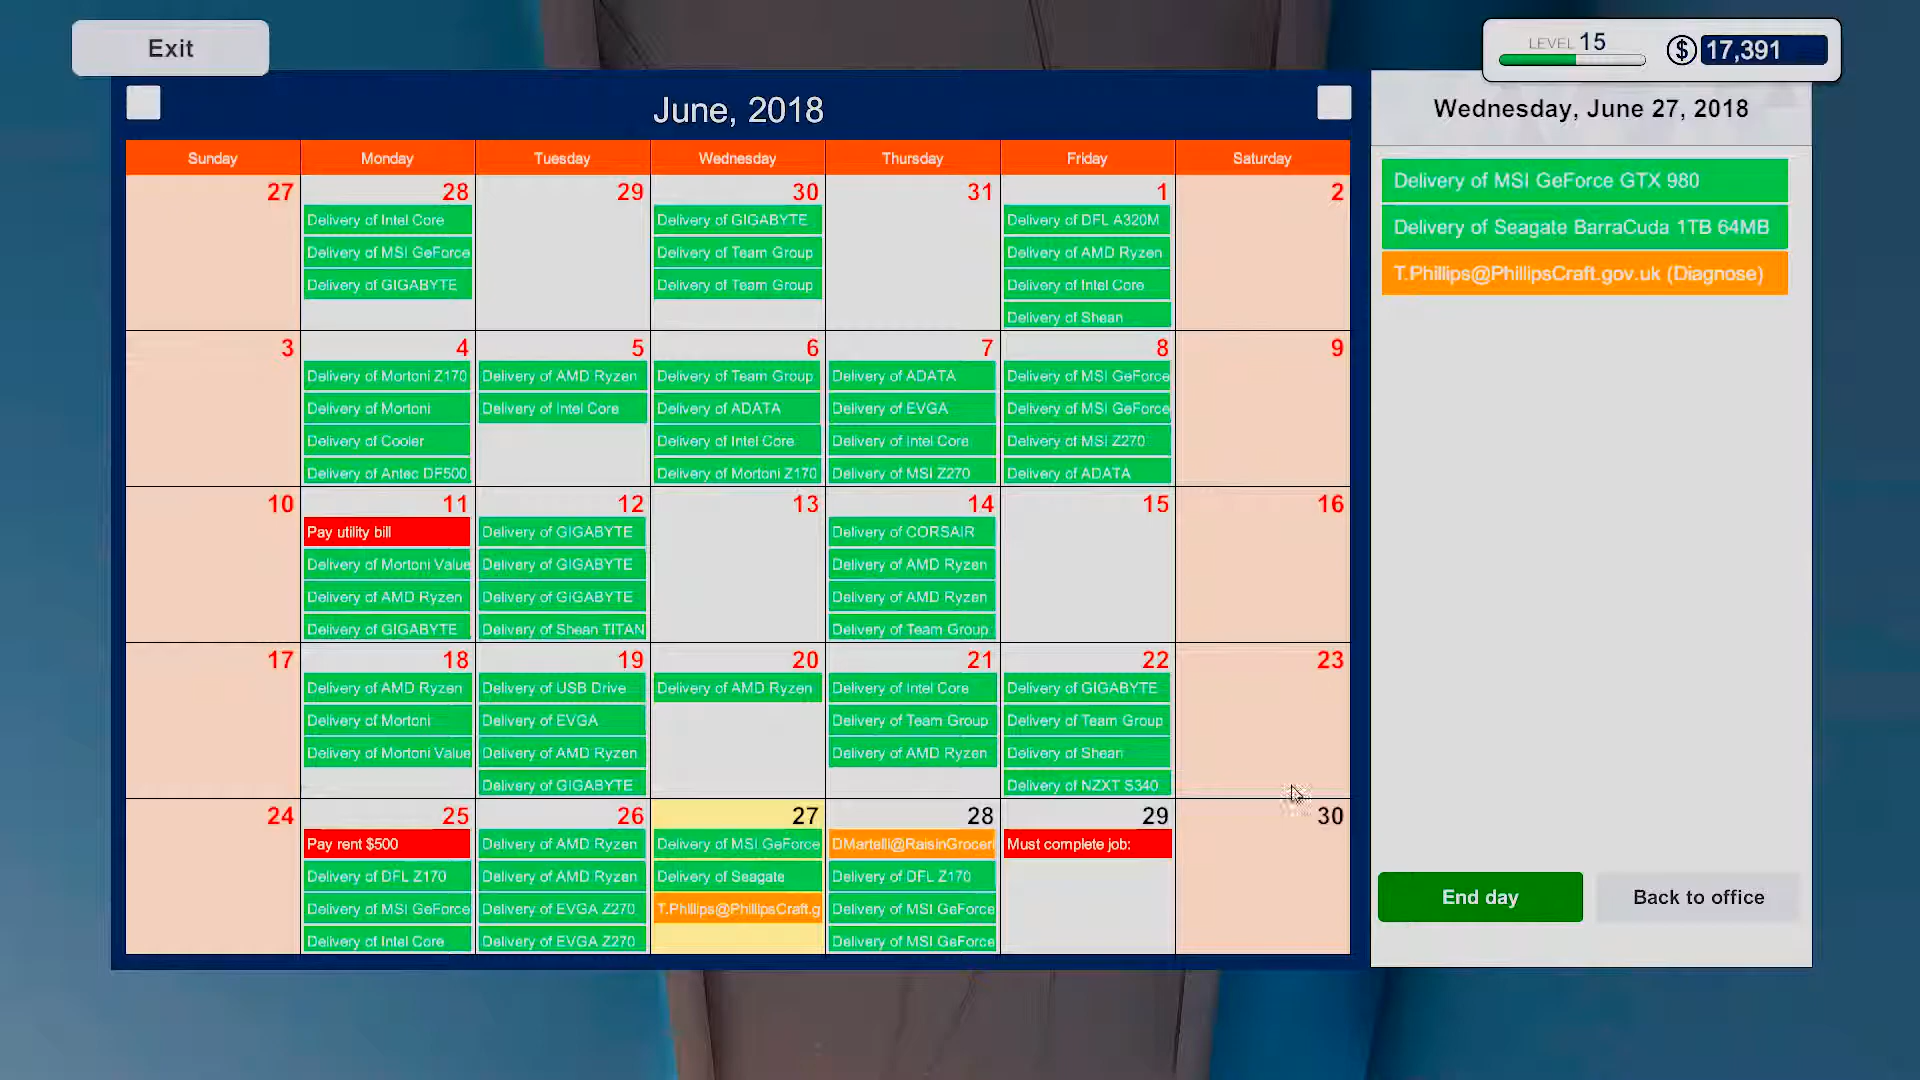 Exit
LEVEL 15
$ 17,391
June, 2018
Sunday Monday Tuesday Wednesday Thursday Friday Saturday
27 28 29 30 31 1 2
Delivery of Intel Core Delivery of GIGABYTE Delivery of DFL A320M
Delivery of MSI GeForce Delivery of Team Group Delivery of AMD Ryzen
Delivery of GIGABYTE Delivery of Team Group Delivery of Intel Core
Delivery of Shean
3 4 5 6 7 8 9
Delivery of Mortoni Z170 Delivery of AMD Ryzen Delivery of Team Group Delivery of ADATA Delivery of MSI GeForce
Delivery of Mortoni Delivery of Intel Core Delivery of ADATA Delivery of EVGA Delivery of MSI GeForce
Delivery of Cooler Delivery of Intel Core Delivery of Intel Core Delivery of MSI Z270
Delivery of Antec DF500 Delivery of Mortoni Z170 Delivery of MSI Z270 Delivery of ADATA
10 11 12 13 14 15 16
Pay utility bill Delivery of GIGABYTE Delivery of CORSAIR
Delivery of Mortoni Value Delivery of GIGABYTE Delivery of AMD Ryzen
Delivery of AMD Ryzen Delivery of GIGABYTE Delivery of AMD Ryzen
Delivery of GIGABYTE Delivery of Shean TITAN Delivery of Team Group
17 18 19 20 21 22 23
Delivery of AMD Ryzen Delivery of USB Drive Delivery of AMD Ryzen Delivery of Intel Core Delivery of GIGABYTE
Delivery of Mortoni Delivery of EVGA Delivery of Team Group Delivery of Team Group
Delivery of Mortoni Value Delivery of AMD Ryzen Delivery of AMD Ryzen Delivery of Shean
Delivery of GIGABYTE Delivery of NZXT S340
24 25 26 27 28 29 30
Pay rent $500 Delivery of AMD Ryzen Delivery of MSI GeForce DMartelli@RaisinGroceri Must complete job:
Delivery of DFL Z170 Delivery of AMD Ryzen Delivery of Seagate Delivery of DFL Z170
Delivery of MSI GeForce Delivery of EVGA Z270 T.Phillips@PhillipsCraft.g Delivery of MSI GeForce
Delivery of Intel Core Delivery of EVGA Z270 Delivery of MSI GeForce
Wednesday, June 27, 2018
Delivery of MSI GeForce GTX 980
Delivery of Seagate BarraCuda 1TB 64MB
T.Phillips@PhillipsCraft.gov.uk (Diagnose)
End day Back to office